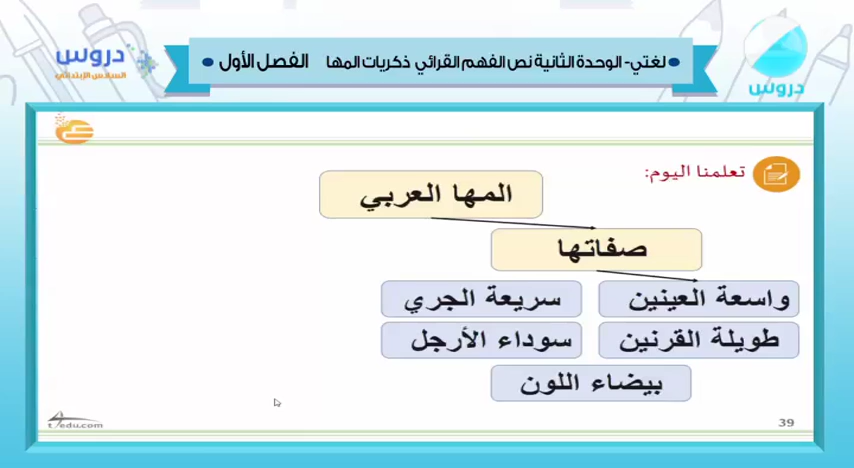 لغتي- الوحدة الثانية نص الفهم القرائي ذكريات المها الفصل الأول
دروس
دروس
السادس الإبتدائي
تعلمنا اليوم:
المها العربي
صفاتها
واسعة العينين
سريعة الجري
طويلة القرنين
سوداء الأرجل
بيضاء اللون
t4edu.com
39